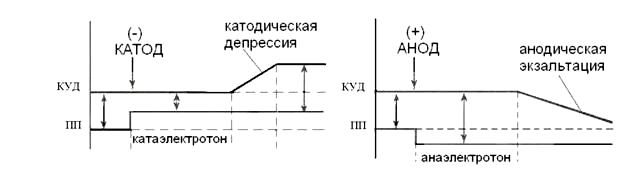 (-)
КАТОД
катодическая
депрессия
КУД
ПП
катаэлектротон
(+)
АНОД
анодическая
экзальтация
КУД
ПП
анаэлектротон